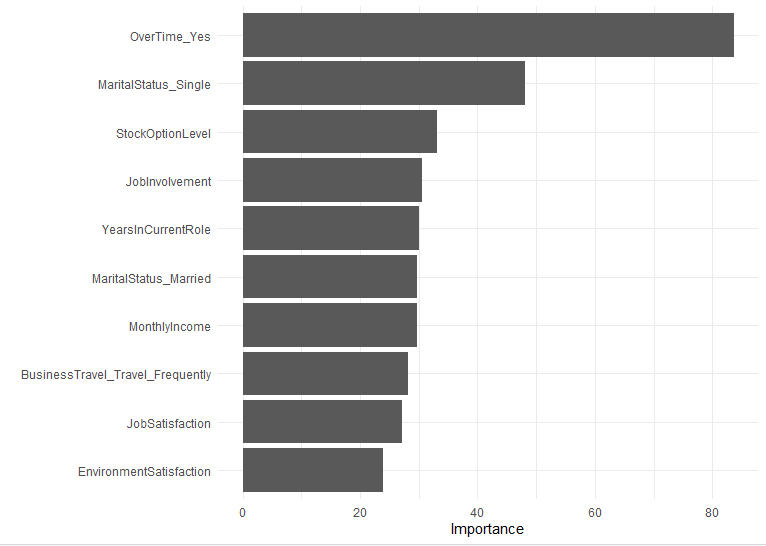 OverTime_Yes
MaritalStatus_Single
StockOptionLevel
JobInvolvement
YearsInCurrentRole
MaritalStatus_Married
MonthlyIncome
BusinessTravel_Travel_Frequently
JobSatisfaction
EnvironmentSatisfaction
0 20 40 60 80
Importance